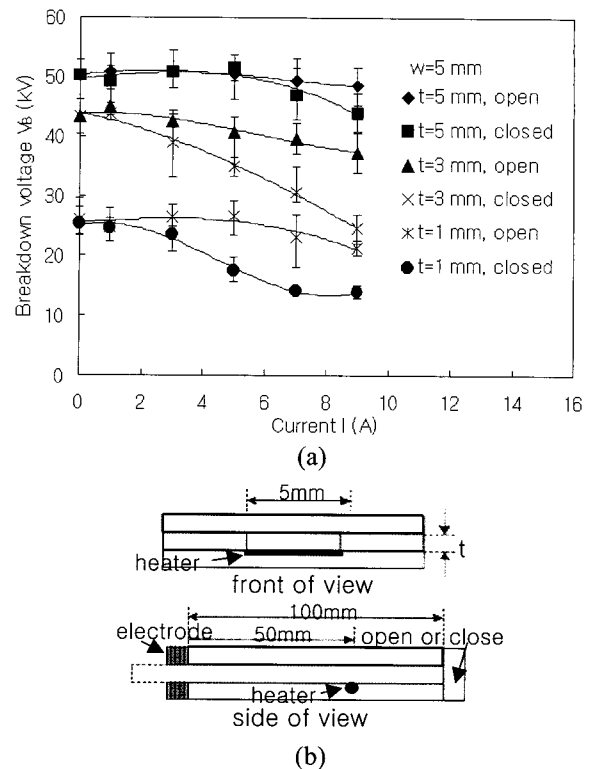 (a)
60
50
40
30
20
10
0
Breakdown voltage VB (kV)
w=5 mm
◆t=5 mm, open
■t=5 mm, closed
▲t=3 mm, open
×t=3 mm, closed
t=1 mm, open
●t=1 mm, closed
0 2 4 6 8 10 12 14 16
Current I (A)
(a)
5mm
t
heater
front of view
100mm
electrode 50mm open or close
heater
side of view
(b)